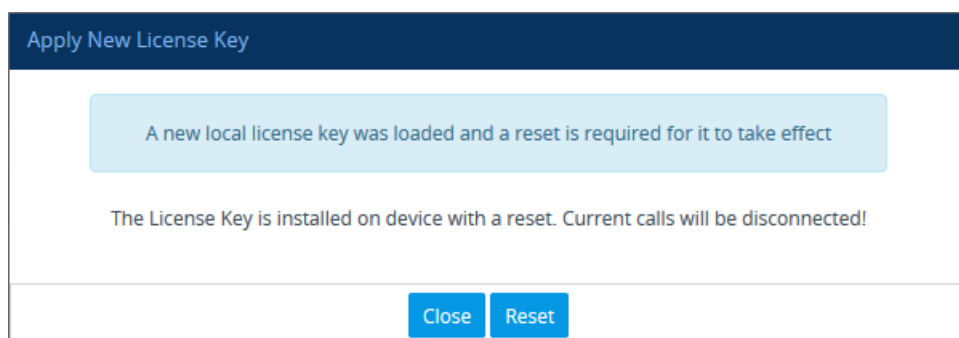 Apply New License Key
A new local license key was loaded and a reset is required for it to take effect
The License Key is installed on device with a reset. Current calls will be disconnected!
Close Reset